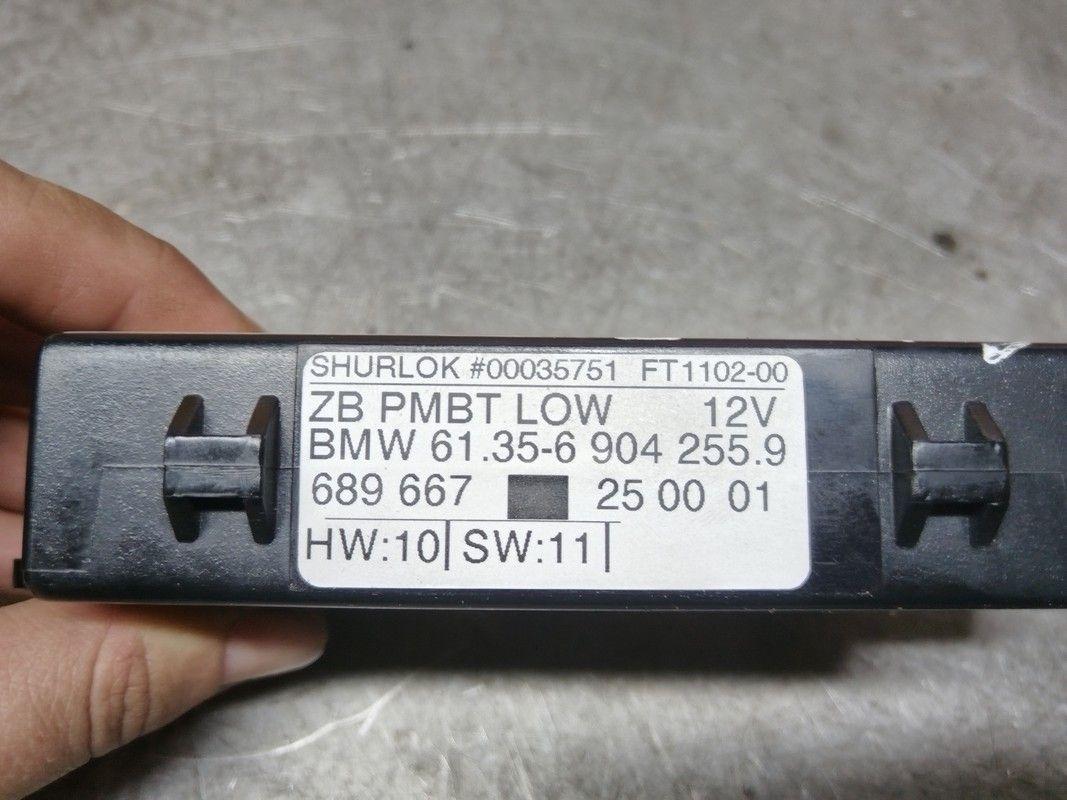 SHURLOK #00035751 FT1102-00
ZB PMBT LOW 12V
BMW 61.35-6 904 255.9
689 667 25 00 01
HW:10 SW:11